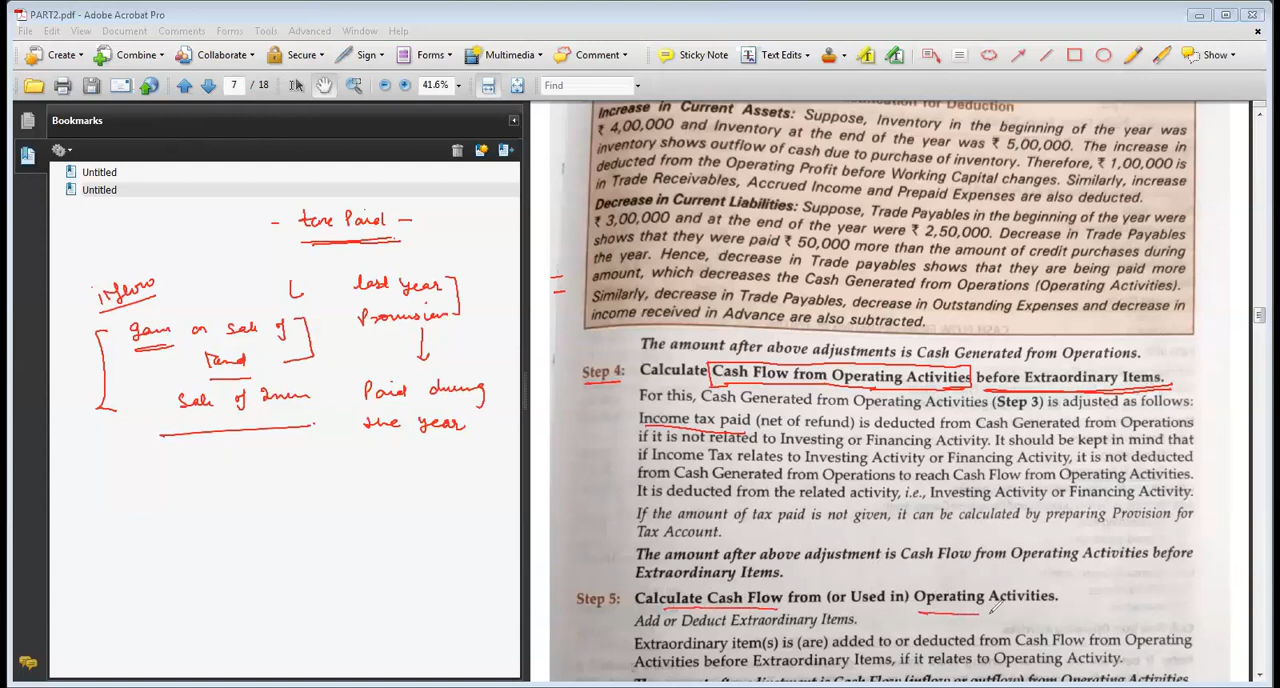 PART2.pdf - Adobe Acrobat Pro
File Edit View Document Comments Forms Tools Advanced Window Help
Create Combine Collaborate Secure Sign Forms Multimedia Comment Sticky Note Text Edits Show
7 / 18 41.6% Find
Bookmarks
Untitled
Untitled
Paid
last year
Provision
gain or sale of
Land
Sale of
Paid during
the year
for Deduction
Increase in Current Assets: Suppose, Inventory in the beginning of the year was
₹ 4,00,000 and Inventory at the end of the year was ₹ 5,00,000. The increase in
inventory shows outflow of cash due to purchase of inventory. Therefore, ₹ 1,00,000 is
deducted from the Operating Profit before Working Capital changes. Similarly, increase
in Trade Receivables, Accrued Income and Prepaid Expenses are also deducted.
Decrease in Current Liabilities: Suppose, Trade Payables in the beginning of the year were
₹ 3,00,000 and at the end of the year were ₹ 2,50,000. Decrease in Trade Payables
shows that they were paid ₹ 50,000 more than the amount of credit purchases during
the year. Hence, decrease in Trade payables shows that they are being paid more
amount, which decreases the Cash Generated from Operations (Operating Activities).
Similarly, decrease in Trade Payables, decrease in Outstanding Expenses and decrease in
income received in Advance are also subtracted.
The amount after above adjustments is Cash Generated from Operations.
Step 4: Calculate Cash Flow from Operating Activities before Extraordinary Items.
For this, Cash Generated from Operating Activities (Step 3) is adjusted as follows:
Income tax paid (net of refund) is deducted from Cash Generated from Operations
if it is not related to Investing or Financing Activity. It should be kept in mind that
if Income Tax relates to Investing Activity or Financing Activity, it is not deducted
from Cash Generated from Operations to reach Cash Flow from Operating Activities.
It is deducted from the related activity, i.e., Investing Activity or Financing Activity.
If the amount of tax paid is not given, it can be calculated by preparing Provision for
Tax Account.
The amount after above adjustment is Cash Flow from Operating Activities before
Extraordinary Items.
Step 5: Calculate Cash Flow from (or Used in) Operating Activities.
Add or Deduct Extraordinary Items.
Extraordinary item(s) is (are) added to or deducted from Cash Flow from Operating
Activities before Extraordinary Items, if it relates to Operating Activity.